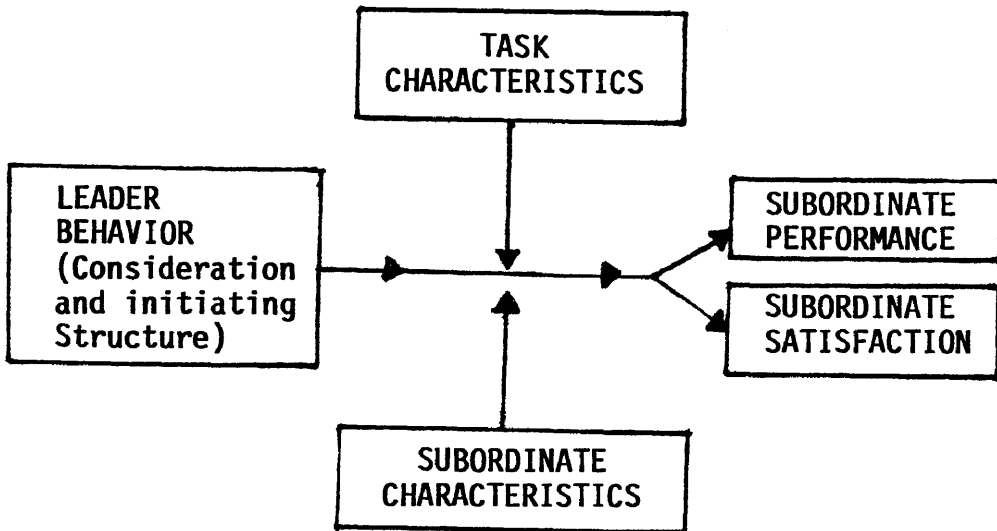 TASK
CHARACTERISTICS
LEADER
BEHAVIOR
(Consideration
and initiating
Structure)
SUBORDINATE
PERFORMANCE
SUBORDINATE
SATISFACTION
SUBORDINATE
CHARACTERISTICS